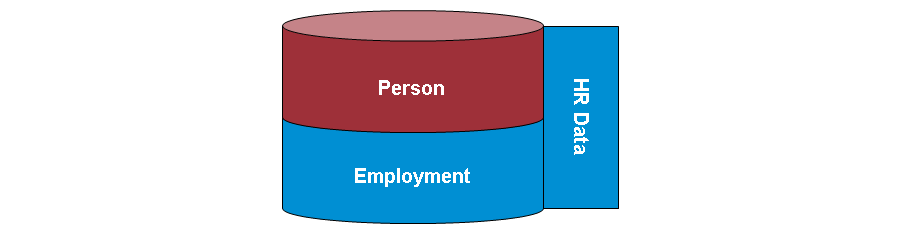 Person
HR Data
Employment